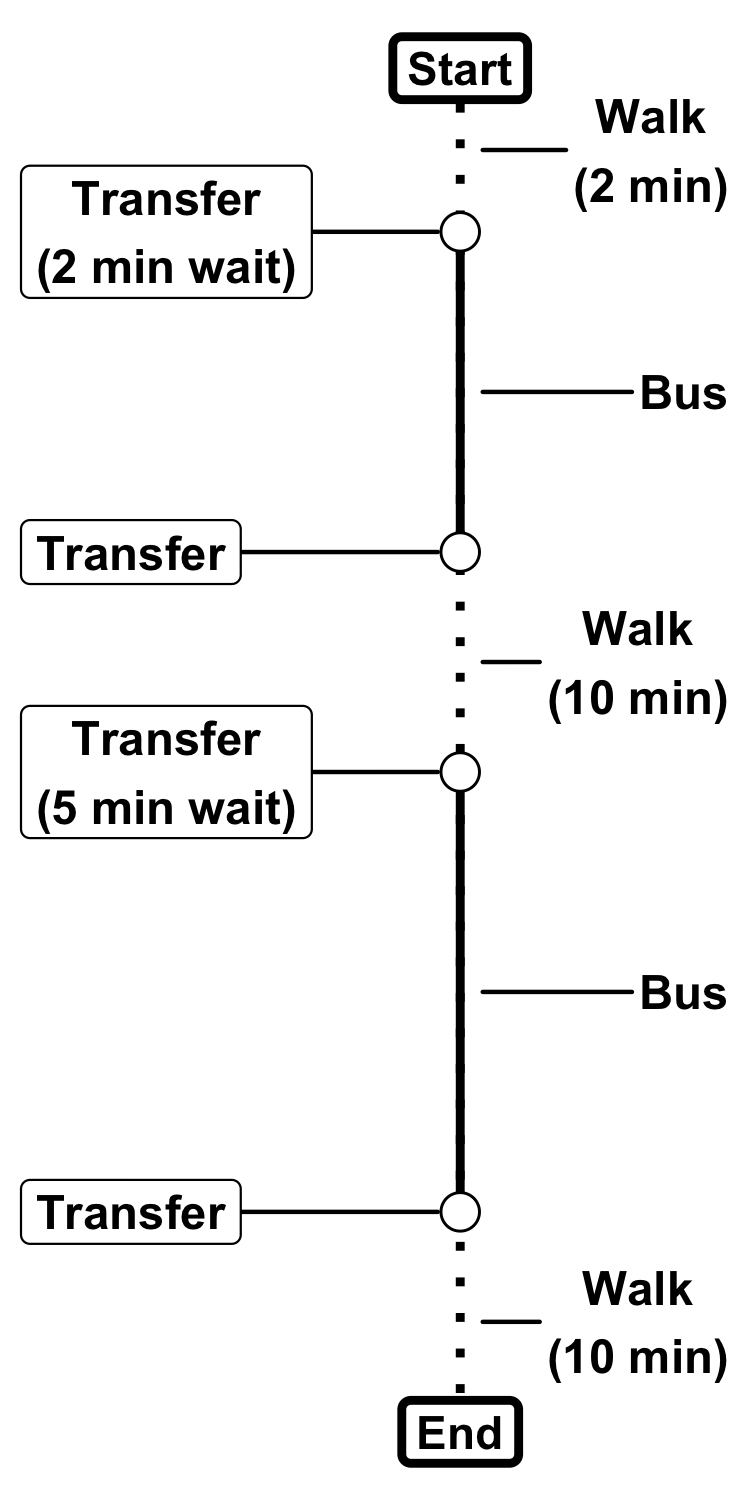 Start
Walk
(2 min)
Transfer
(2 min wait)
Bus
Transfer
Walk
(10 min)
Transfer
(5 min wait)
Bus
Transfer
Walk
(10 min)
End